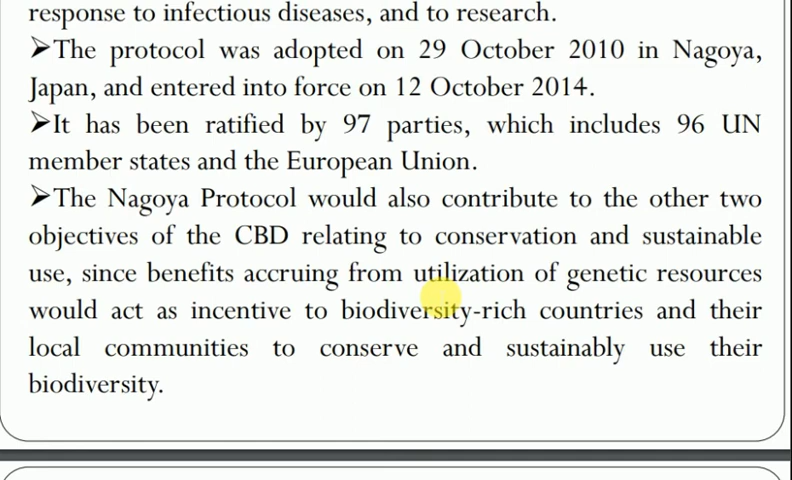 response to infectious diseases, and to research.
➤The protocol was adopted on 29 October 2010 in Nagoya,
Japan, and entered into force on 12 October 2014.
➤It has been ratified by 97 parties, which includes 96 UN
member states and the European Union.
➤The Nagoya Protocol would also contribute to the other two
objectives of the CBD relating to conservation and sustainable
use, since benefits accruing from utilization of genetic resources
would act as incentive to biodiversity-rich countries and their
local communities to conserve and sustainably use their
biodiversity.